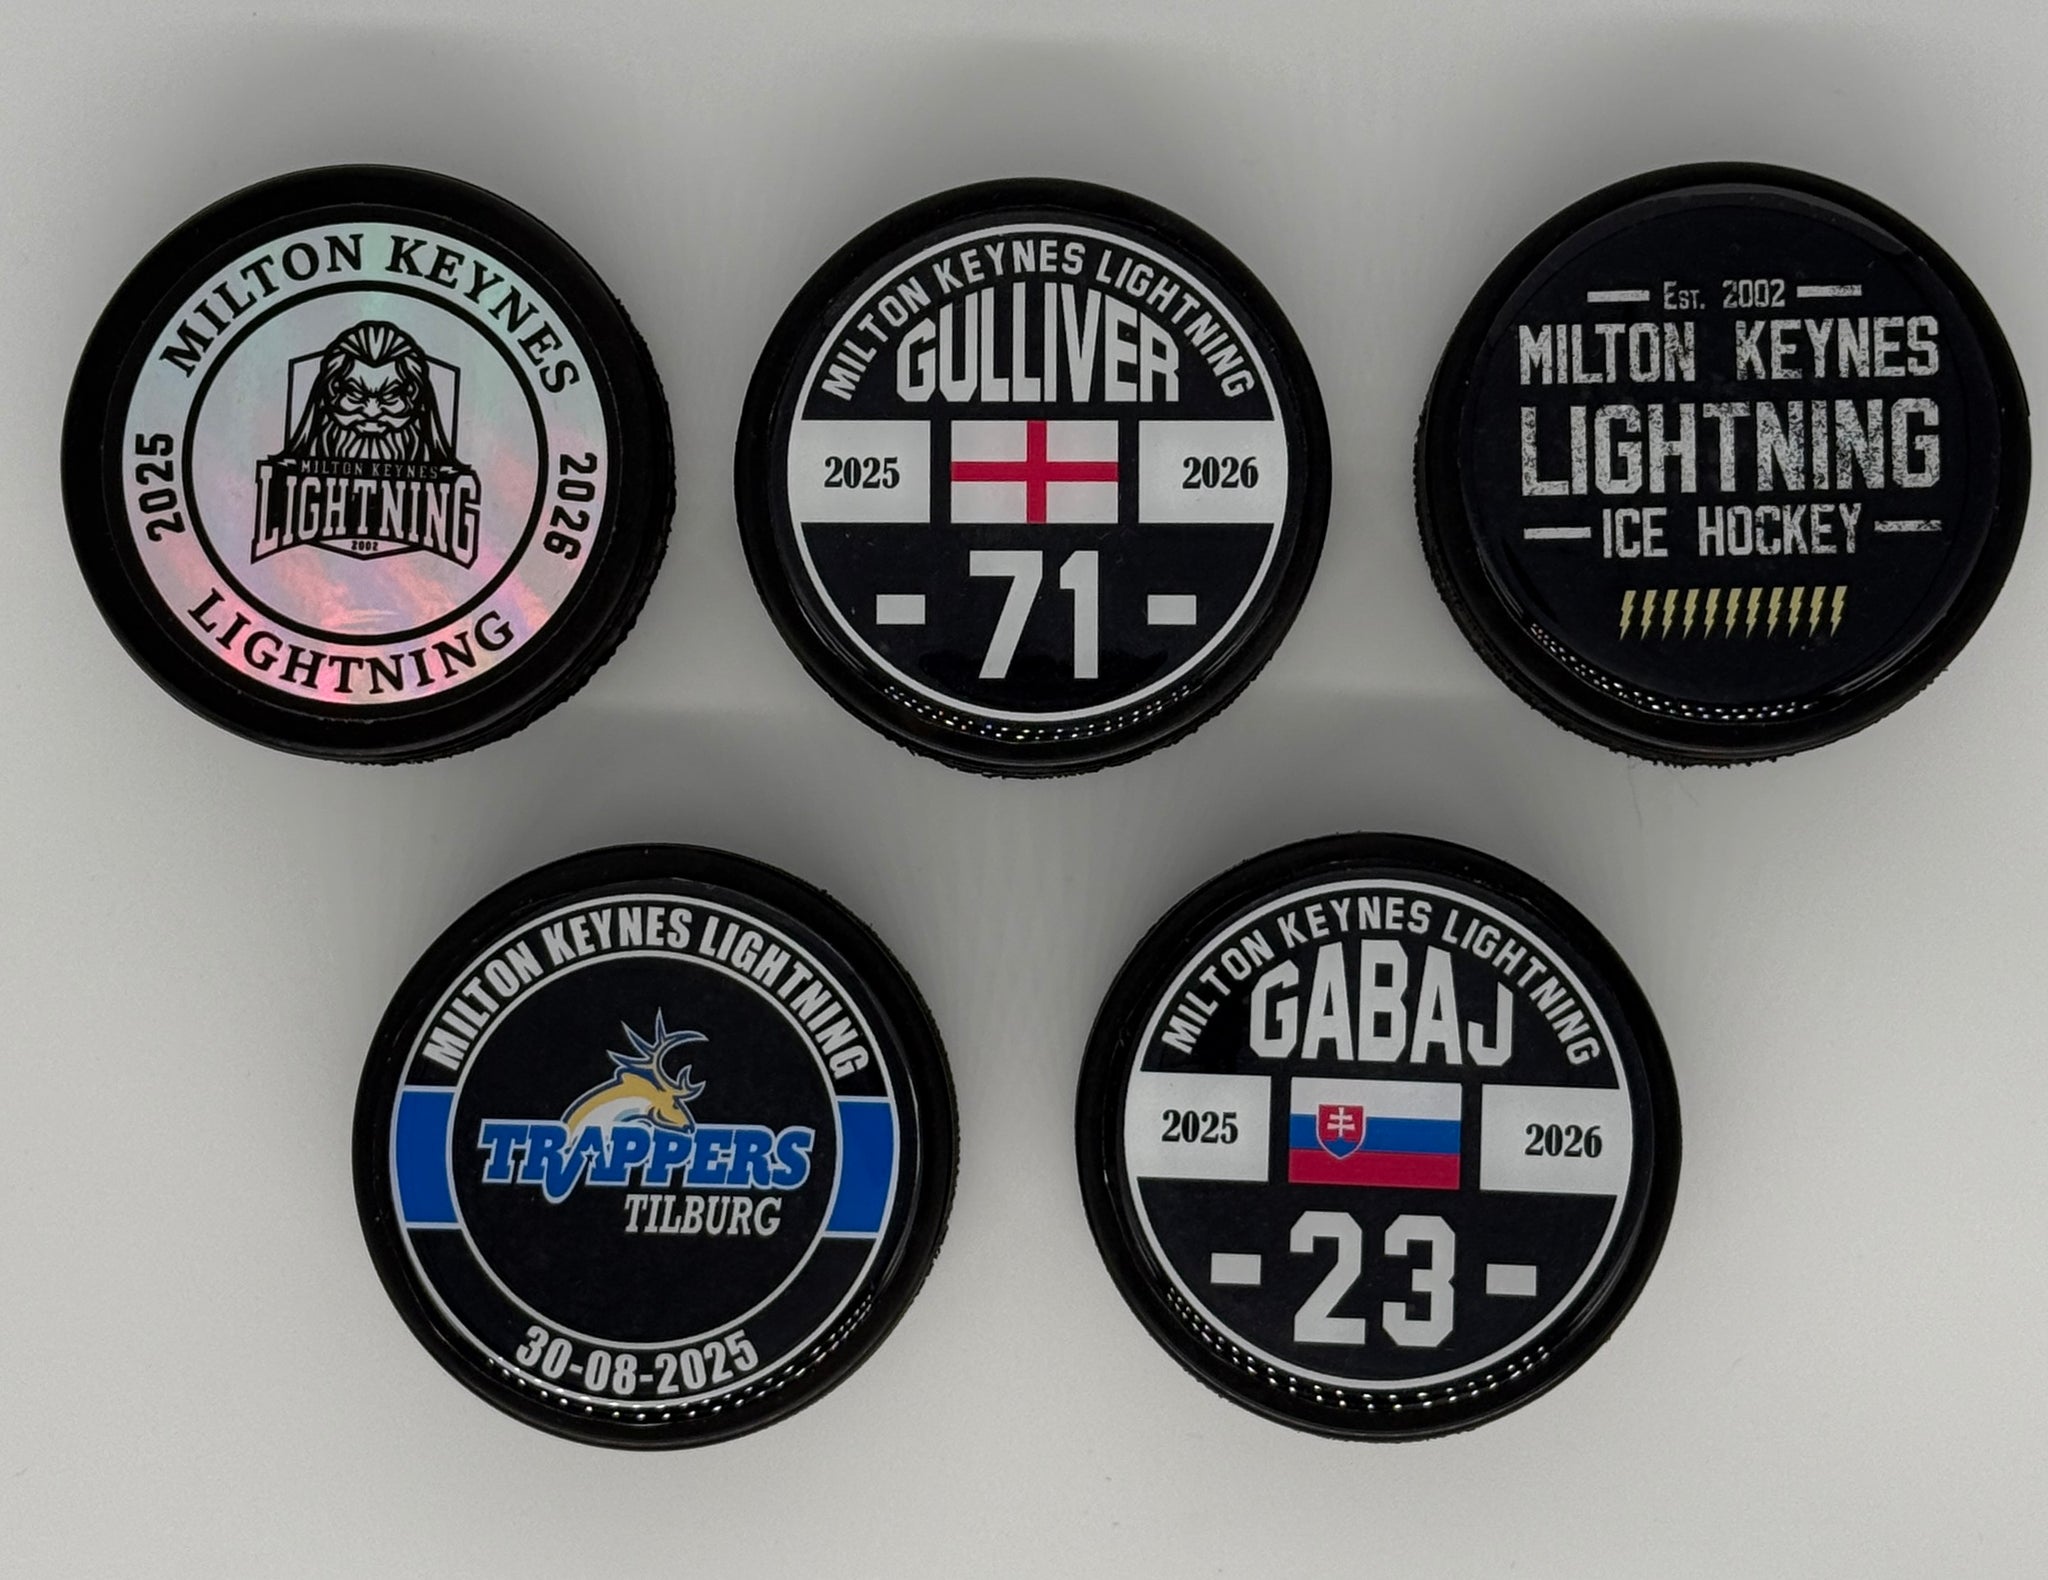 MILTON KEYNES
2025
2026
MILTON KEYNES
LIGHTNING
2002
LIGHTNING
MILTON KEYNES LIGHTNING
GULLIVER
2025
2026
- 71 -
EST. 2002
MILTON KEYNES
LIGHTNING
ICE HOCKEY
MILTON KEYNES LIGHTNING
TRAPPERS
TILBURG
30-08-2025
MILTON KEYNES LIGHTNING
GABAJ
2025
2026
- 23 -